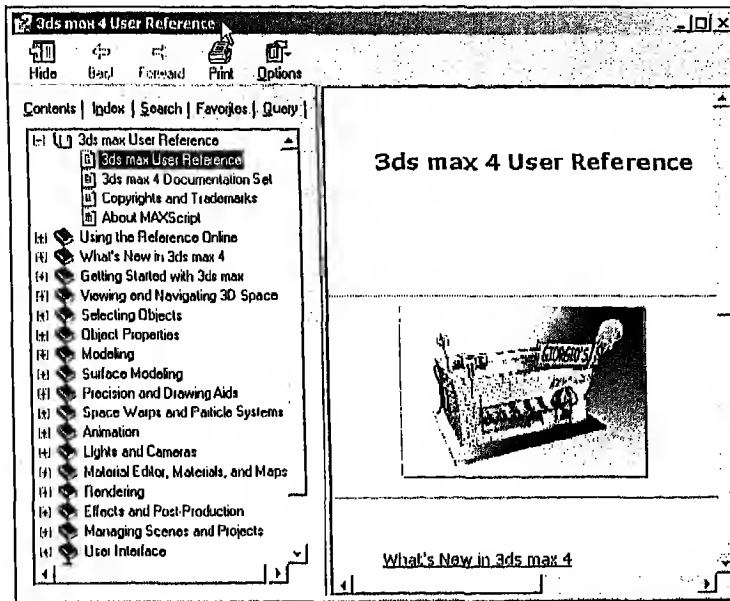 3ds max 4 User Reference
Hide Back Forward Print Options
Contents Index Search Favorites Query
3ds max User Reference
3ds max User Reference
3ds max 4 Documentation Set
Copyrights and Trademarks
About MAXScript
Using the Reference Online
What's New in 3ds max 4
Getting Started with 3ds max
Viewing and Navigating 3D Space
Selecting Objects
Object Properties
Modeling
Surface Modeling
Precision and Drawing Aids
Space Warps and Particle Systems
Animation
Lights and Cameras
Material Editor, Materials, and Maps
Rendering
Effects and Post-Production
Managing Scenes and Projects
User Interface
3ds max 4 User Reference
GIORGIO'S
What's New in 3ds max 4